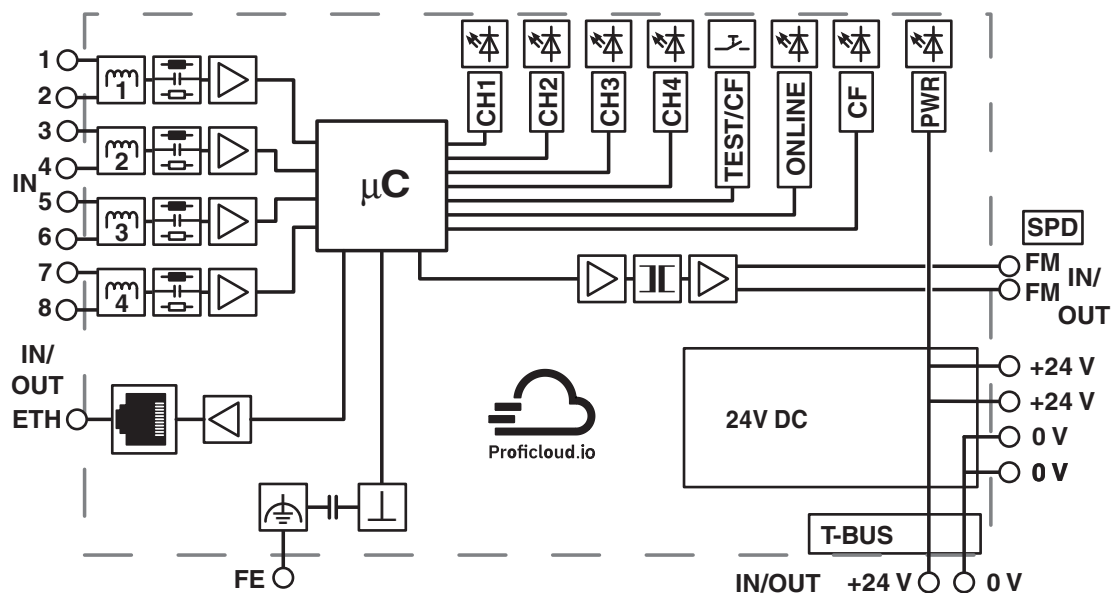 1
2
3
4
IN
5
6
7
8
1
2
3
4
µC
CH1
CH2
CH3
CH4
TEST/CF
ONLINE
CF
PWR
SPD
FM
FM
IN/
OUT
IN/
OUT
ETH
Proficloud.io
24V DC
+24 V
+24 V
0 V
0 V
T-BUS
FE
IN/OUT +24 V 0 V